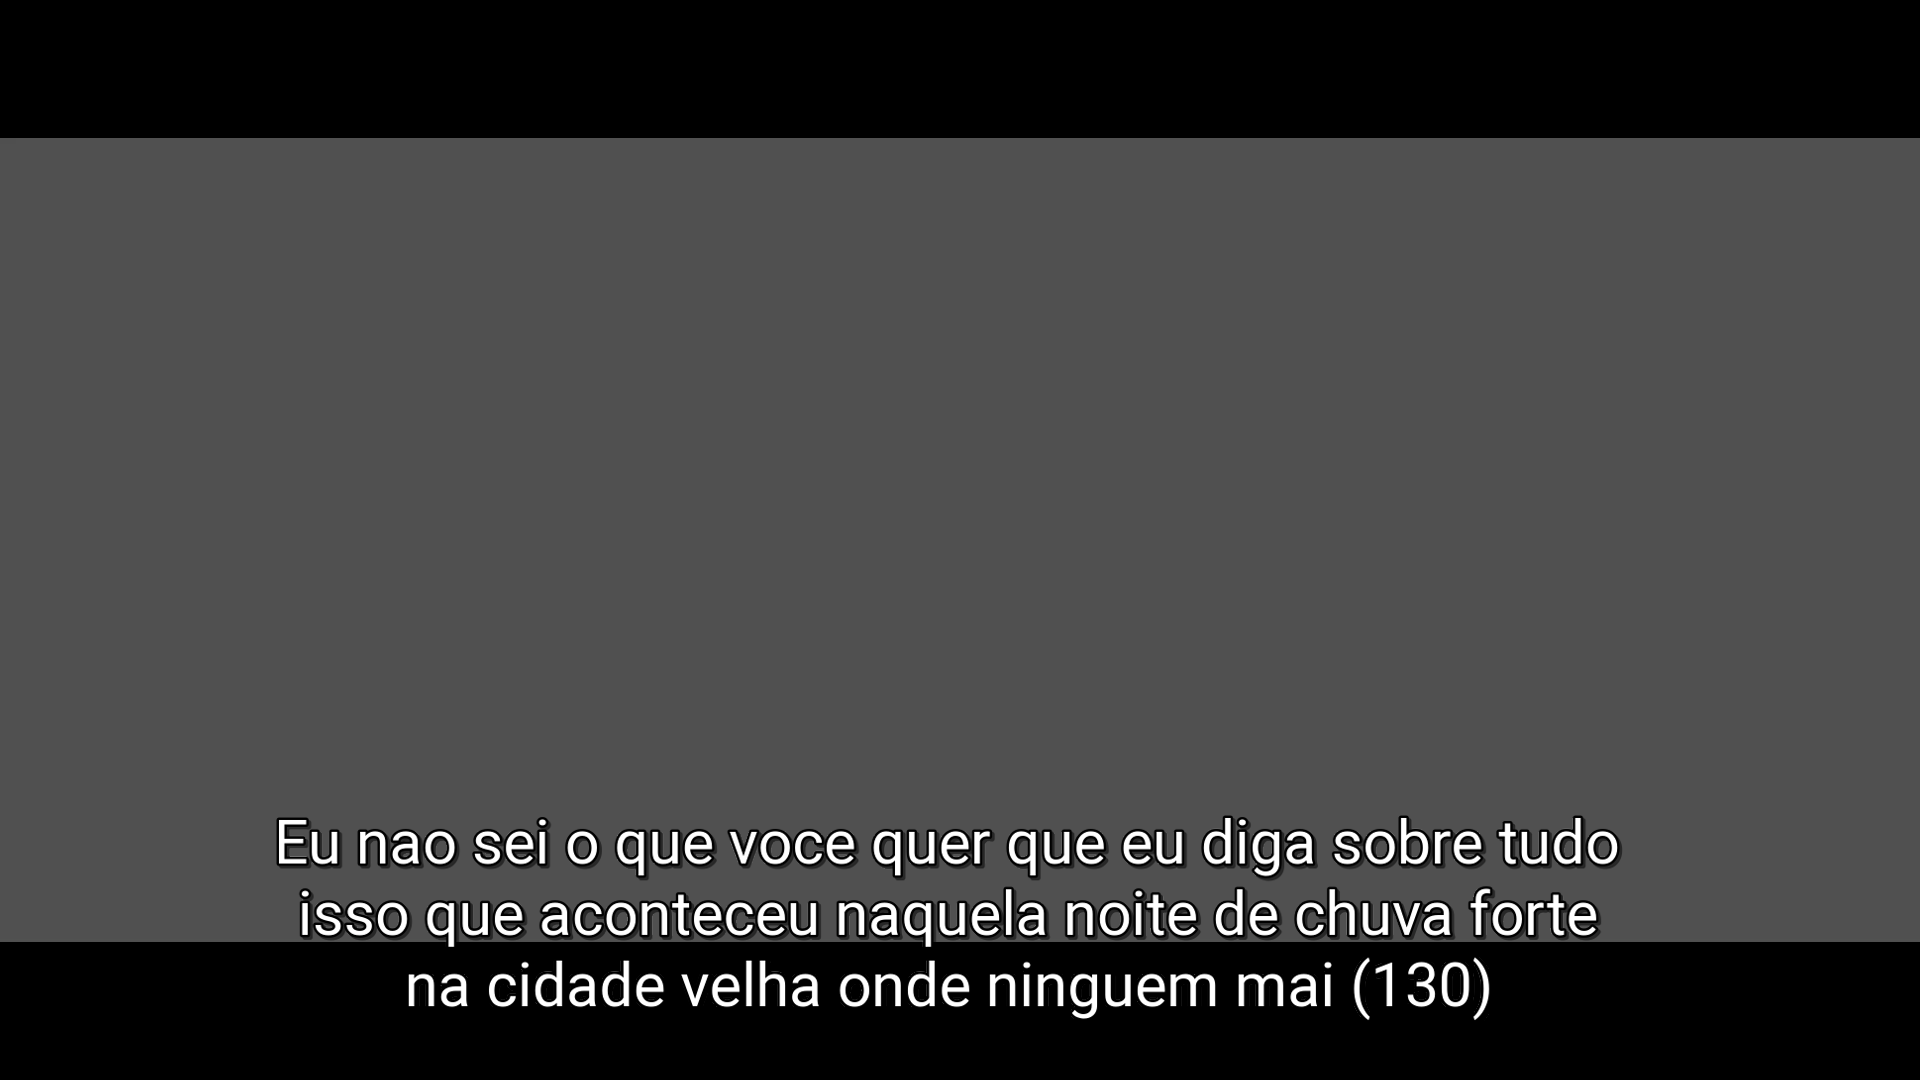 Eu nao sei o que voce quer que eu diga sobre tudo
isso que aconteceu naquela noite de chuva forte
na cidade velha onde ninguem mai (130)